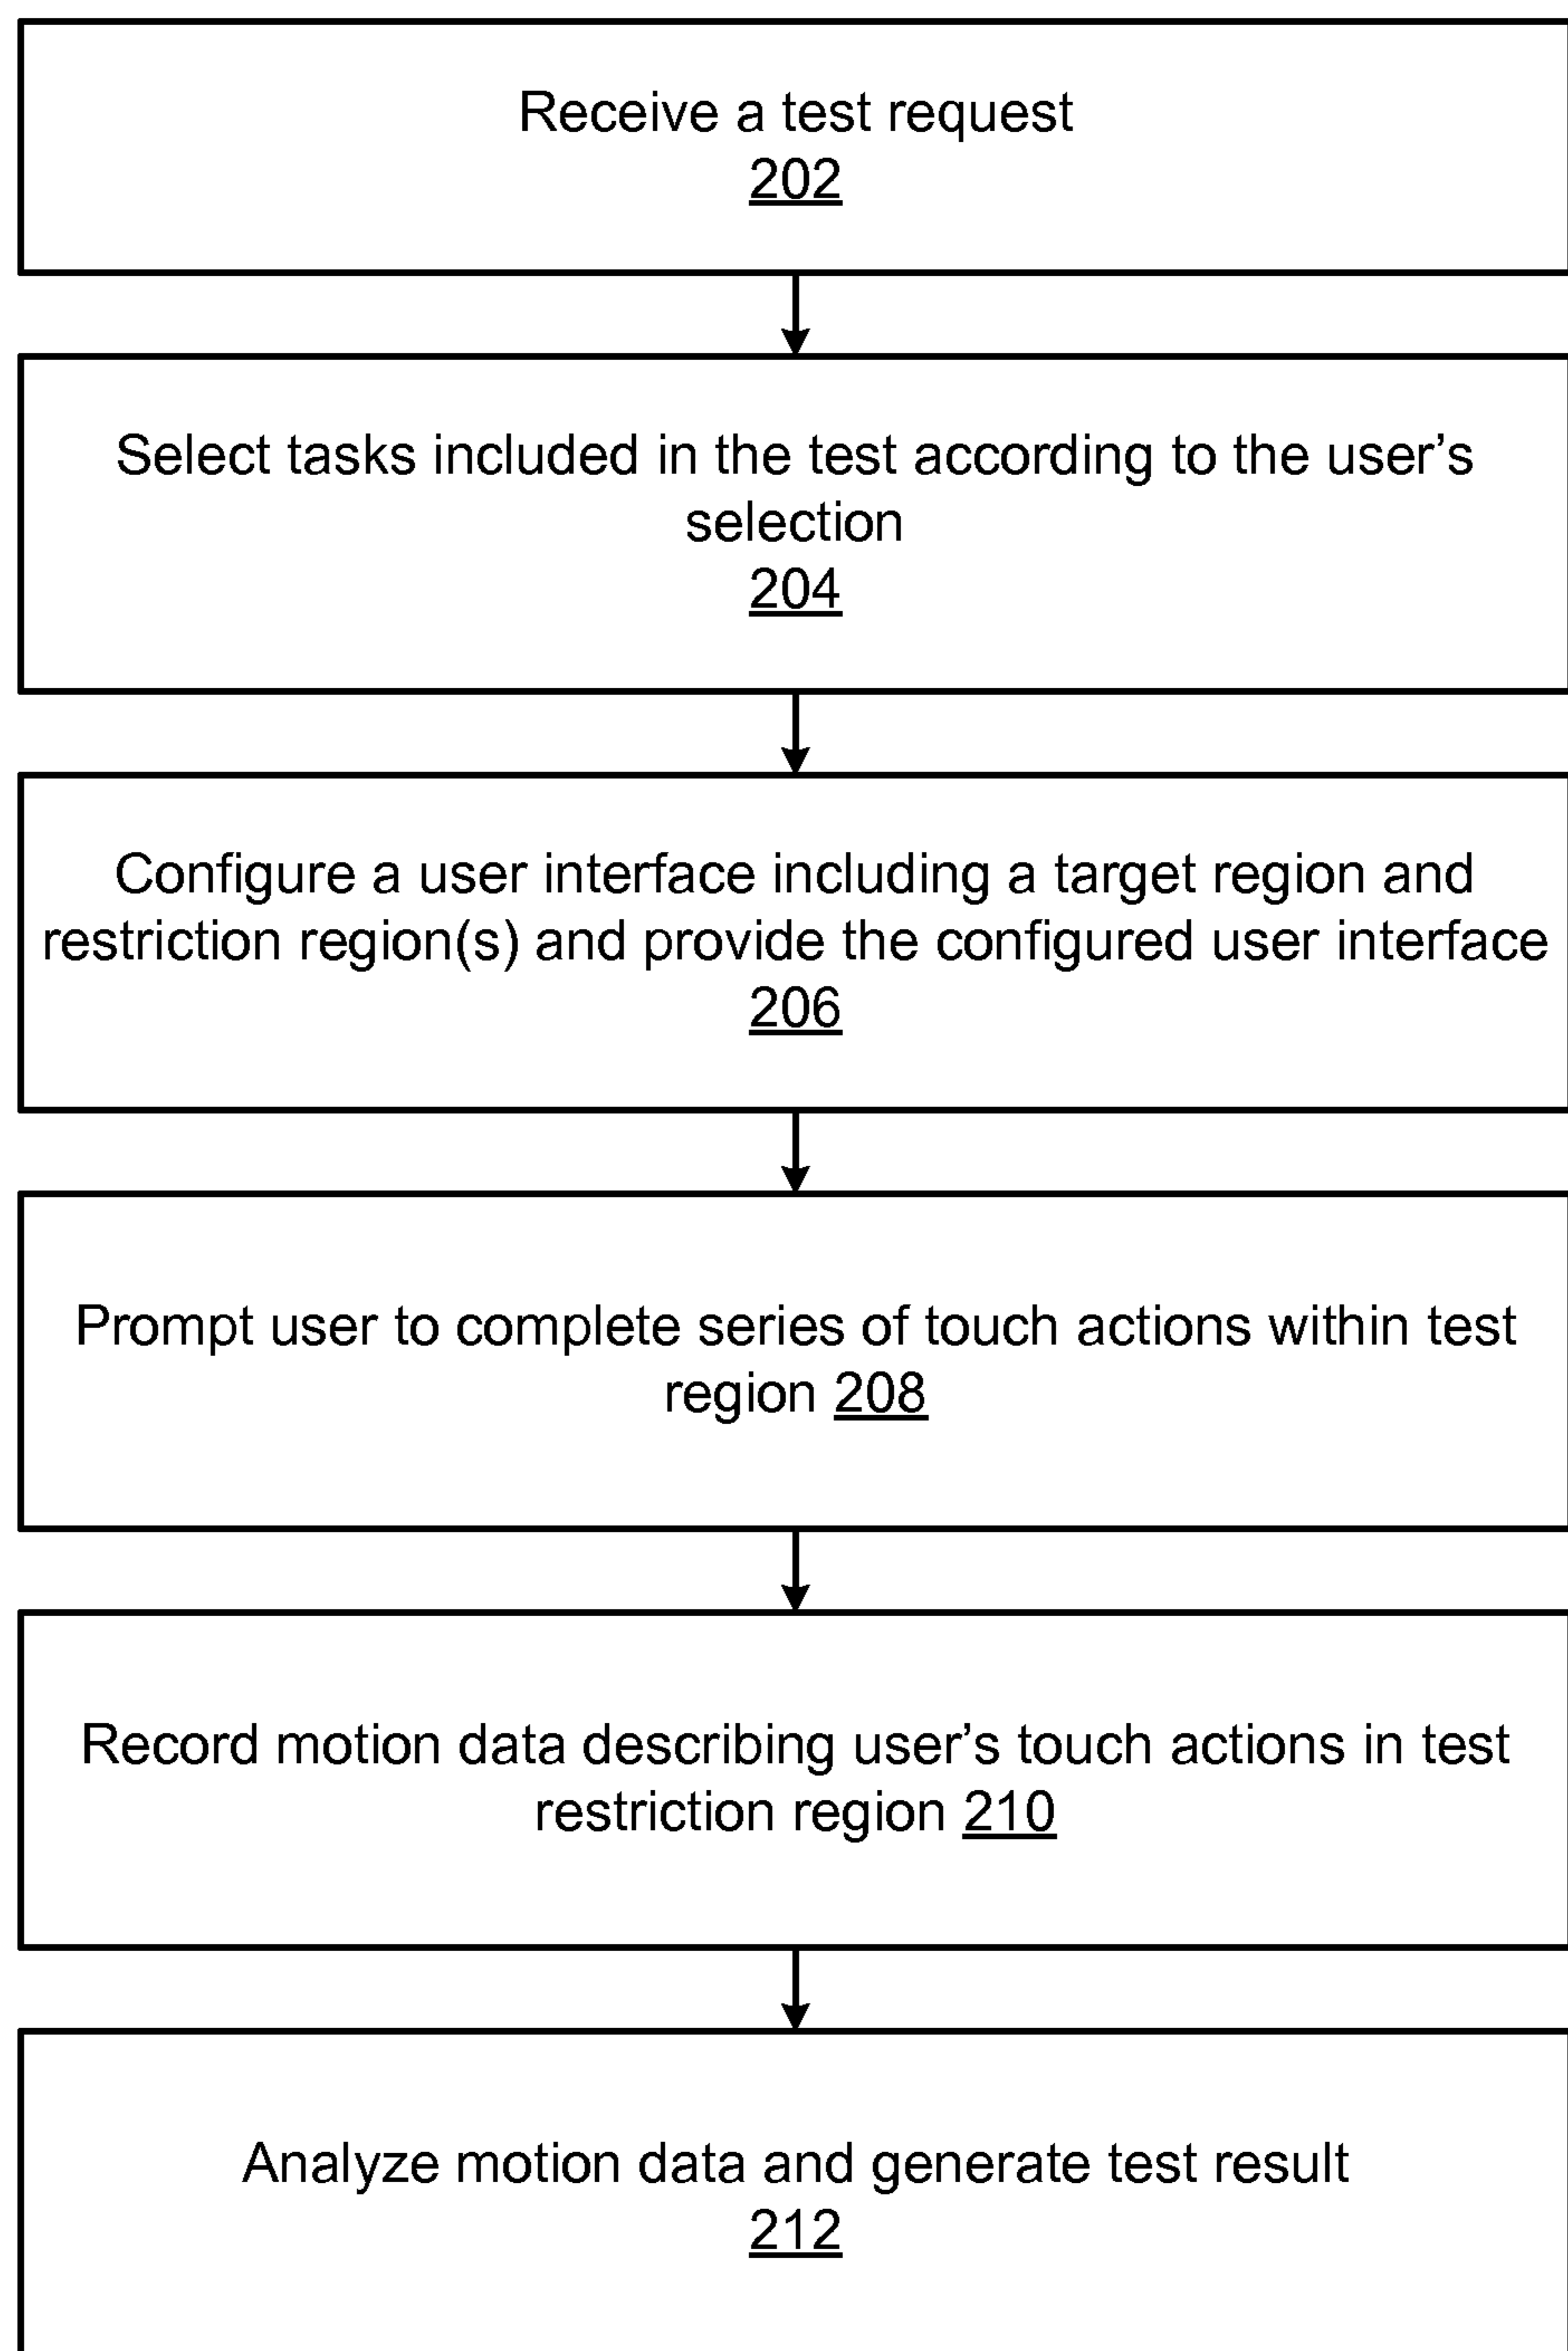 Receive a test request
202
Select tasks included in the test according to the user’s
selection
204
Configure a user interface including a target region and
restriction region(s) and provide the configured user interface
206
Prompt user to complete series of touch actions within test
region 208
Record motion data describing user’s touch actions in test
restriction region 210
Analyze motion data and generate test result
212